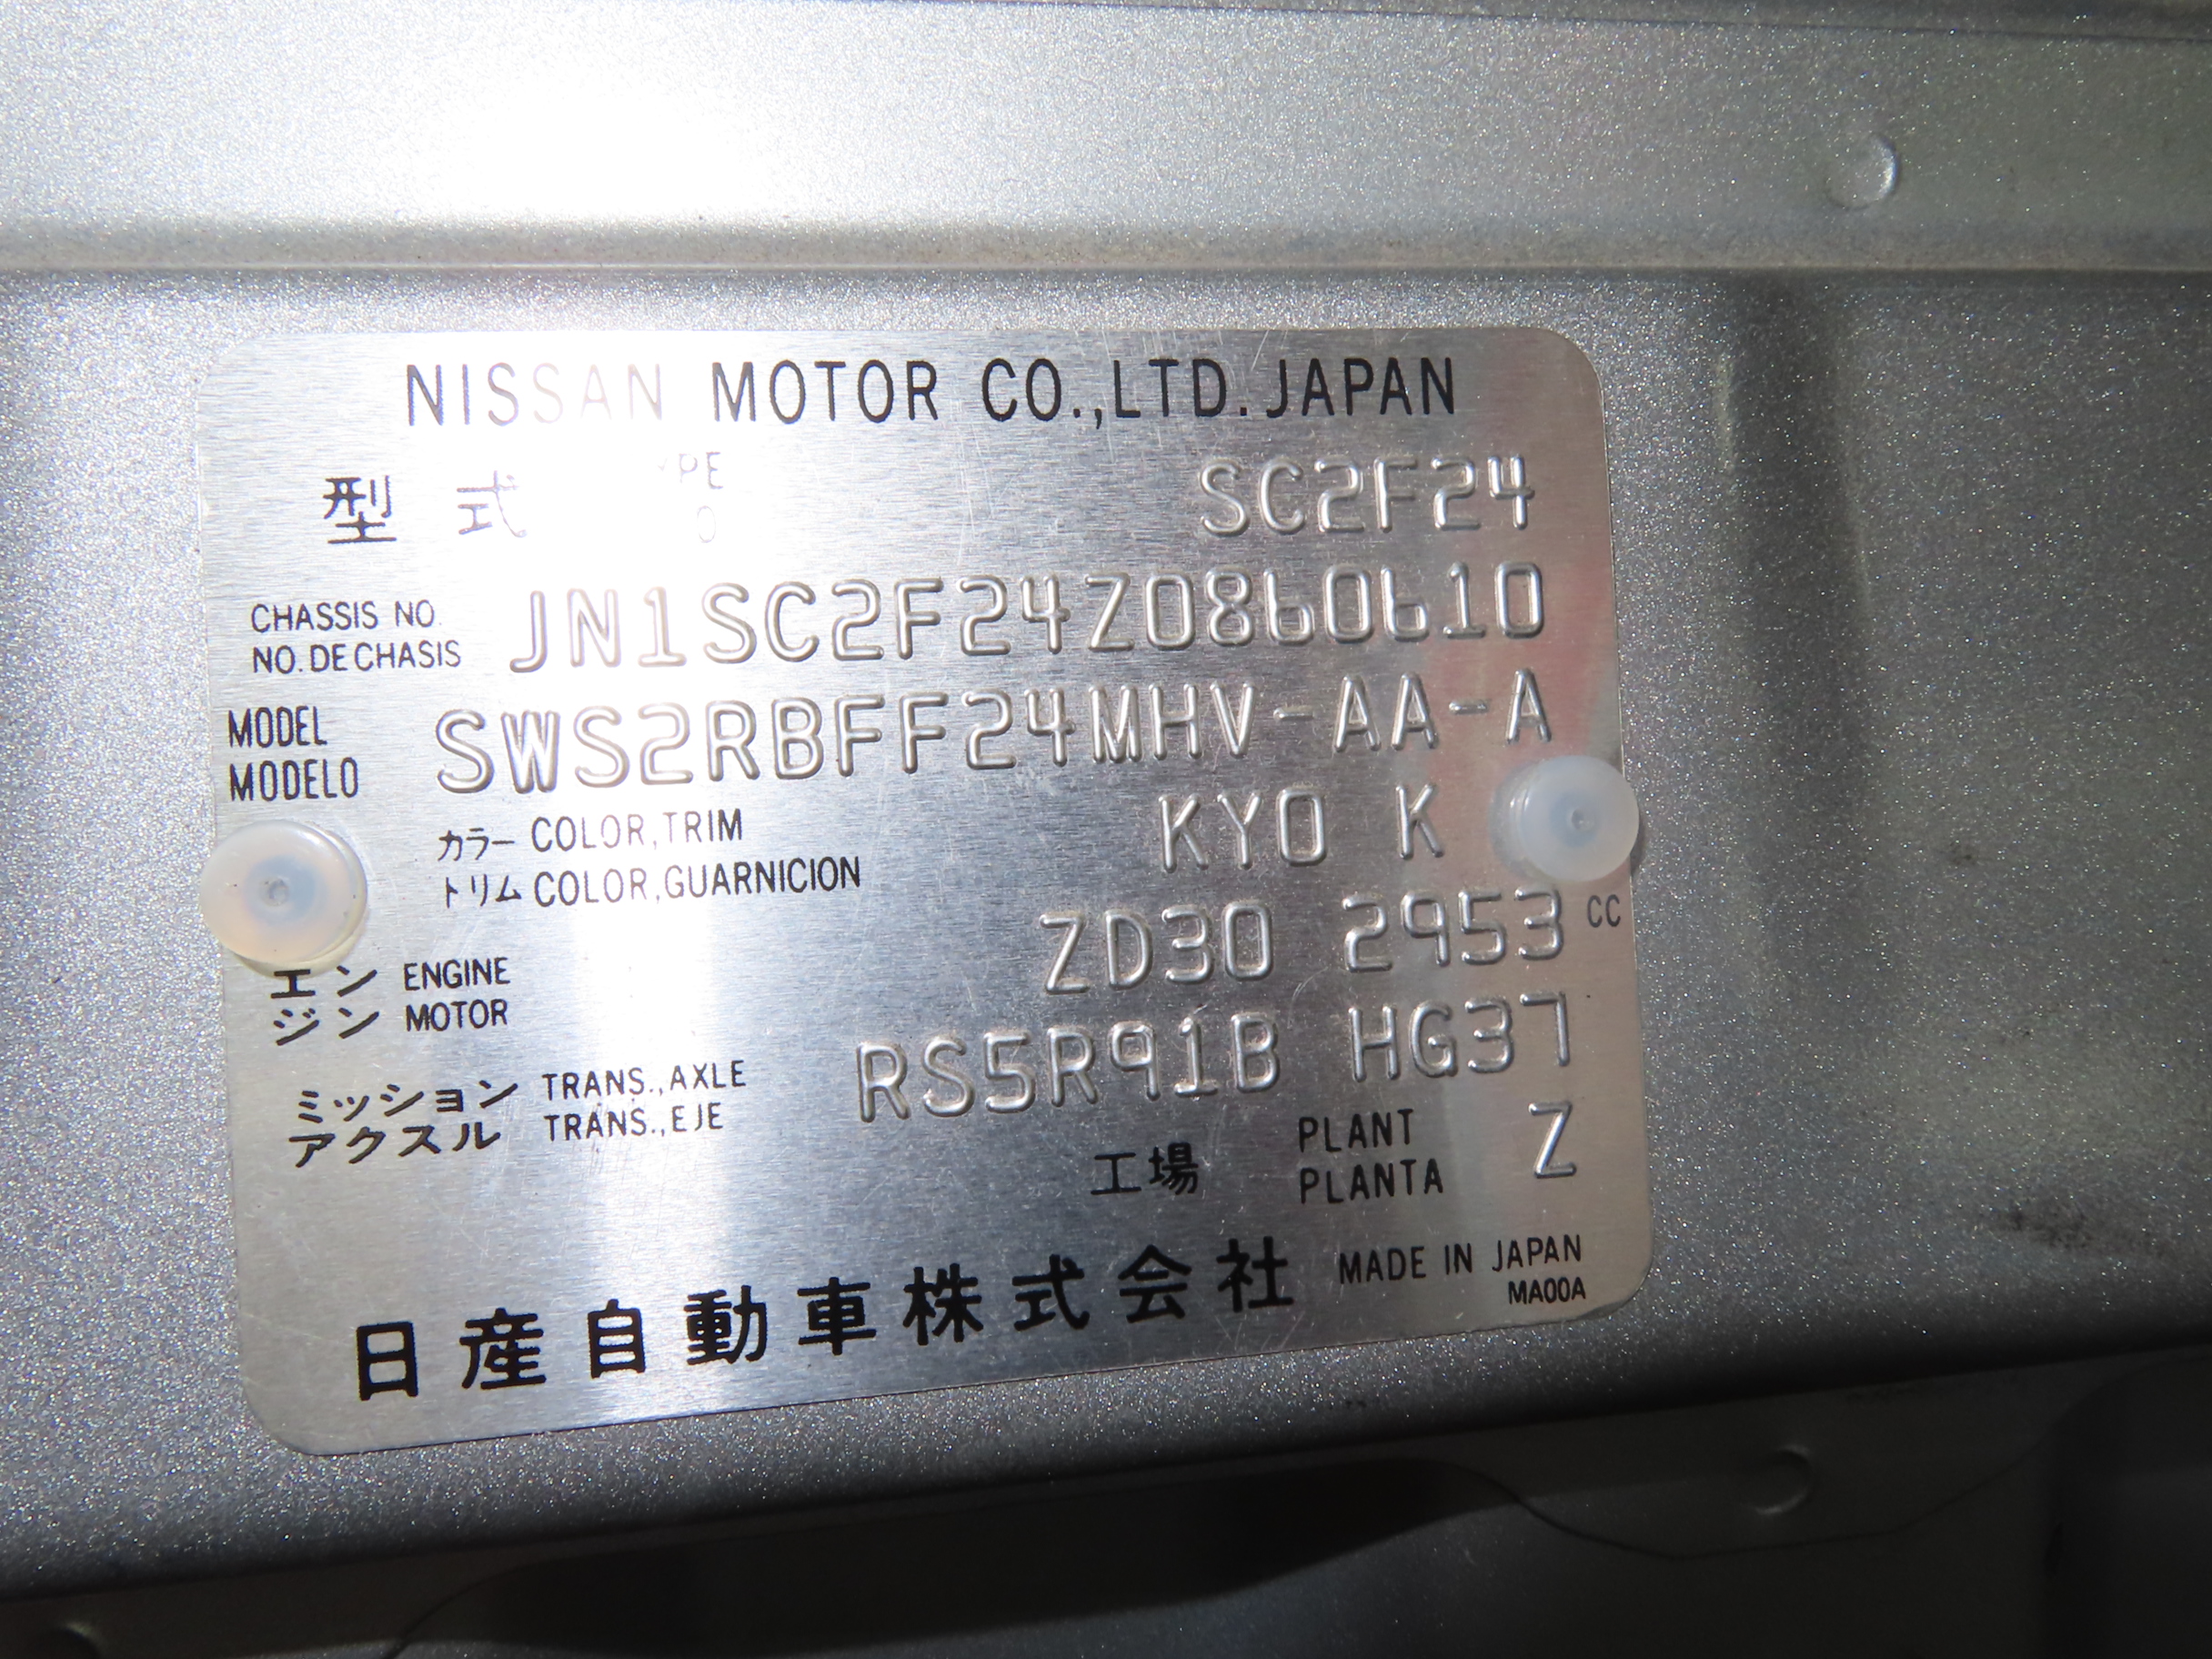 NISSAN MOTOR CO.,LTD. JAPAN
型式 SC2F24
CHASSIS NO. JN1SC2F24Z0860610
NO. DE CHASIS
MODEL SWS2RBFF24MHV-AA-A
MODELO
カラー COLOR, TRIM KY0 K
トリム COLOR, GUARNICION
ZD30 2953 CC
エン ENGINE
ジン MOTOR
RS5R91B HG37
ミッション TRANS., AXLE
アクスル TRANS., EJE
工場 PLANT Z
PLANTA
MADE IN JAPAN
MA00A
日産自動車株式会社